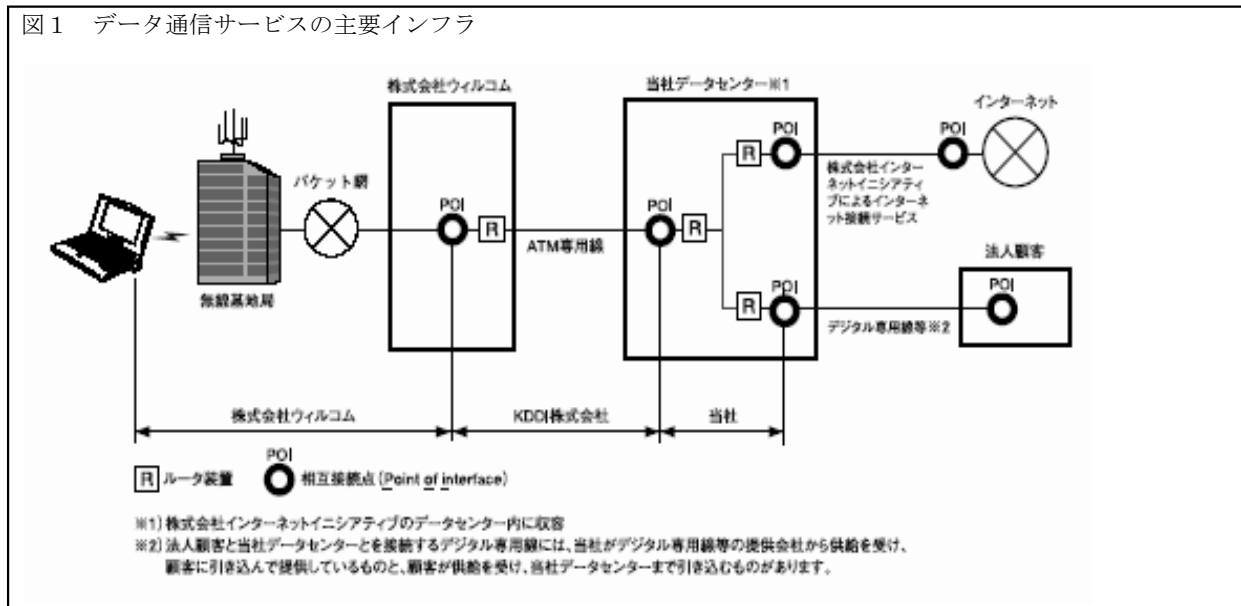 図１　データ通信サービスの主要インフラ
株式会社ウィルコム
当社データセンター※1
インターネット
POI
POI
R
パケット網
POI
R
ATM専用線
POI
R
株式会社インター
ネットイニシアティ
ブによるインターネ
ット接続サービス
法人顧客
無線基地局
R
POI
デジタル専用線等※2
POI
株式会社ウィルコム
KDDI株式会社
当社
R ルータ装置
POI
相互接続点(Point of interface)
※1)株式会社インターネットイニシアティブのデータセンター内に収容
※2)法人顧客と当社データセンターとを接続するデジタル専用線には、当社がデジタル専用線等の提供会社から供給を受け、
顧客に引き込んで提供しているものと、顧客が供給を受け、当社データセンターまで引き込むものがあります。